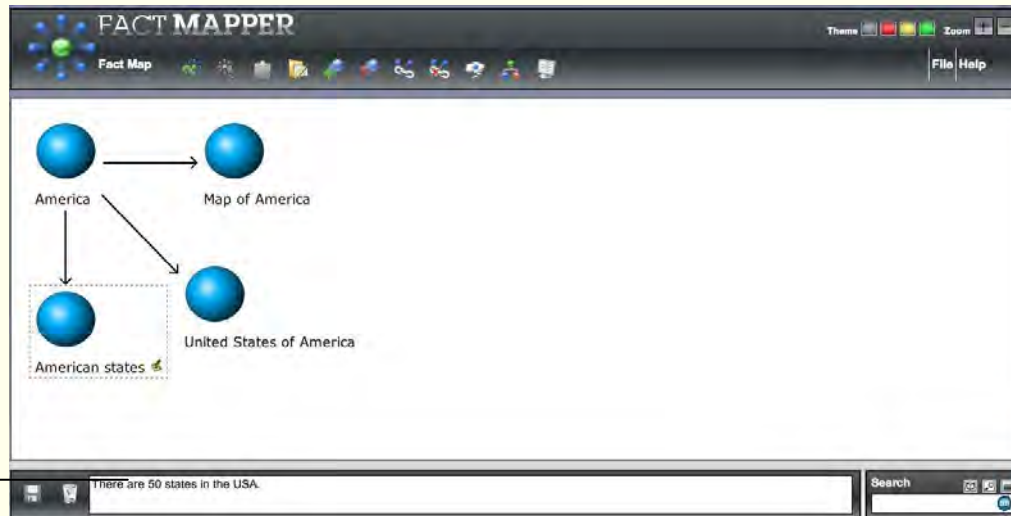 FACT MAPPER
Theme
Zoom
Fact Map
File
Help
America
Map of America
American states
United States of America
There are 50 states in the USA.
Search